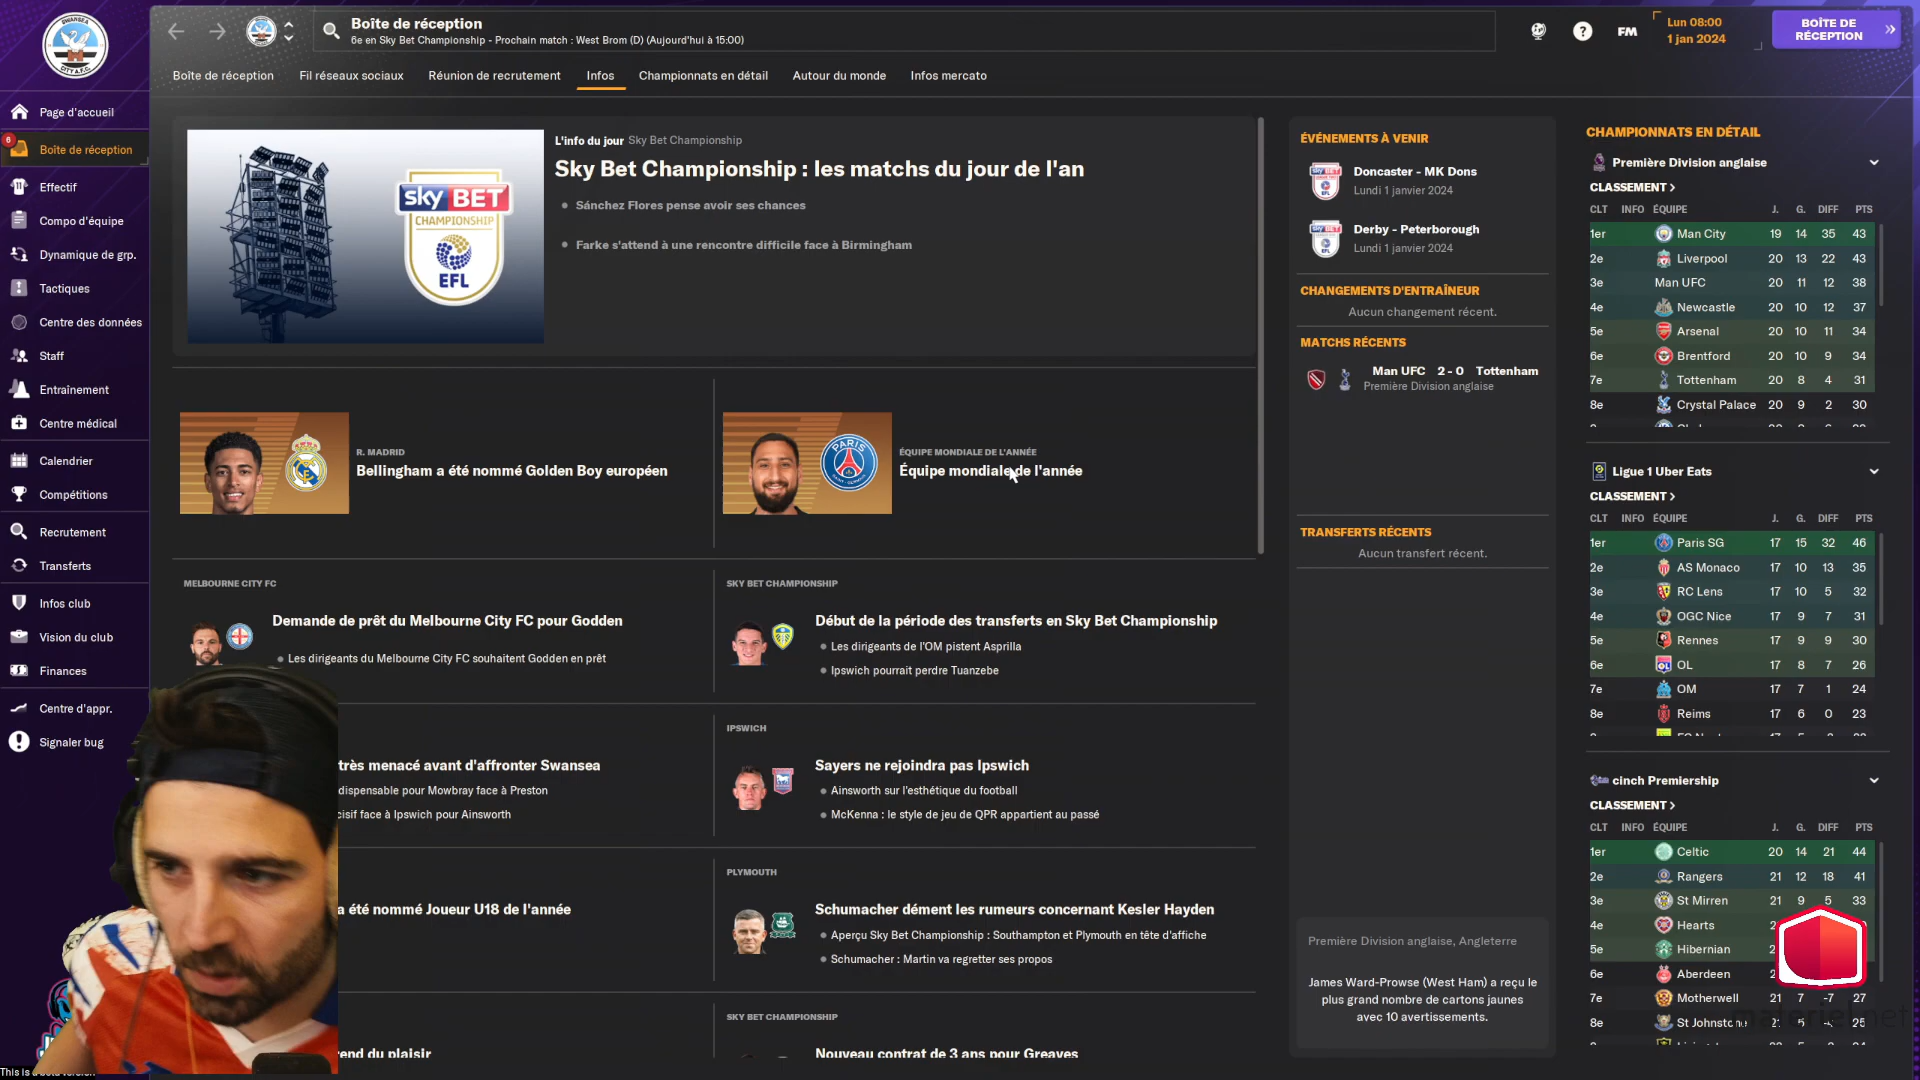 Boîte de réception
6e en Sky Bet Championship - Prochain match : West Brom (D) (Aujourd'hui à 15:00)
FM
Lun 08:00
1 jan 2024
BOÎTE DE
RÉCEPTION
SWANSEA
CITY A.F.C.
Boîte de réception
Fil réseaux sociaux
Réunion de recrutement
Infos
Championnats en détail
Autour du monde
Infos mercato
Page d'accueil
6
Boîte de réception
Effectif
Compo d'équipe
Dynamique de grp.
Tactiques
Centre des données
Staff
Entraînement
Centre médical
Calendrier
Compétitions
Recrutement
Transferts
Infos club
Vision du club
Finances
Centre d'appr.
Signaler bug
sky BET
CHAMPIONSHIP
EFL
L'info du jour Sky Bet Championship
Sky Bet Championship : les matchs du jour de l'an
Sánchez Flores pense avoir ses chances
Farke s'attend à une rencontre difficile face à Birmingham
R. MADRID
Bellingham a été nommé Golden Boy européen
PARIS
ÉQUIPE MONDIALE DE L'ANNÉE
Équipe mondiale de l'année
MELBOURNE CITY FC
Demande de prêt du Melbourne City FC pour Godden
Les dirigeants du Melbourne City FC souhaitent Godden en prêt
SKY BET CHAMPIONSHIP
Début de la période des transferts en Sky Bet Championship
Les dirigeants de l'OM pistent Asprilla
Ipswich pourrait perdre Tuanzebe
très menacé avant d'affronter Swansea
dispensable pour Mowbray face à Preston
cisif face à Ipswich pour Ainsworth
IPSWICH
Sayers ne rejoindra pas Ipswich
Ainsworth sur l'esthétique du football
McKenna : le style de jeu de QPR appartient au passé
a été nommé Joueur U18 de l'année
PLYMOUTH
Schumacher dément les rumeurs concernant Kesler Hayden
Aperçu Sky Bet Championship : Southampton et Plymouth en tête d'affiche
Schumacher : Martin va regretter ses propos
rend du plaisir
SKY BET CHAMPIONSHIP
Nouveau contrat de 3 ans pour Greaves
ÉVÉNEMENTS À VENIR
Doncaster - MK Dons
Lundi 1 janvier 2024
Derby - Peterborough
Lundi 1 janvier 2024
CHANGEMENTS D'ENTRAÎNEUR
Aucun changement récent.
MATCHS RÉCENTS
Man UFC 2 - 0 Tottenham
Première Division anglaise
TRANSFERTS RÉCENTS
Aucun transfert récent.
Première Division anglaise, Angleterre
James Ward-Prowse (West Ham) a reçu le
plus grand nombre de cartons jaunes
avec 10 avertissements.
CHAMPIONNATS EN DÉTAIL
Première Division anglaise
CLASSEMENT >
CLT INFO ÉQUIPE J. G. DIFF PTS
1er Man City 19 14 35 43
2e Liverpool 20 13 22 43
3e Man UFC 20 11 12 38
4e Newcastle 20 10 12 37
5e Arsenal 20 10 11 34
6e Brentford 20 10 9 34
7e Tottenham 20 8 4 31
8e Crystal Palace 20 9 2 30
Ligue 1 Uber Eats
CLASSEMENT >
CLT INFO ÉQUIPE J. G. DIFF PTS
1er Paris SG 17 15 32 46
2e AS Monaco 17 10 13 35
3e RC Lens 17 10 5 32
4e OGC Nice 17 9 7 31
5e Rennes 17 9 9 30
6e OL 17 8 7 26
7e OM 17 7 1 24
8e Reims 17 6 0 23
cinch Premiership
CLASSEMENT >
CLT INFO ÉQUIPE J. G. DIFF PTS
1er Celtic 20 14 21 44
2e Rangers 21 12 18 41
3e St Mirren 21 9 5 33
4e Hearts
5e Hibernian
6e Aberdeen
7e Motherwell 21 7 -7 27
8e St Johnstone 21 5 25
materiel.net
This is a beta version